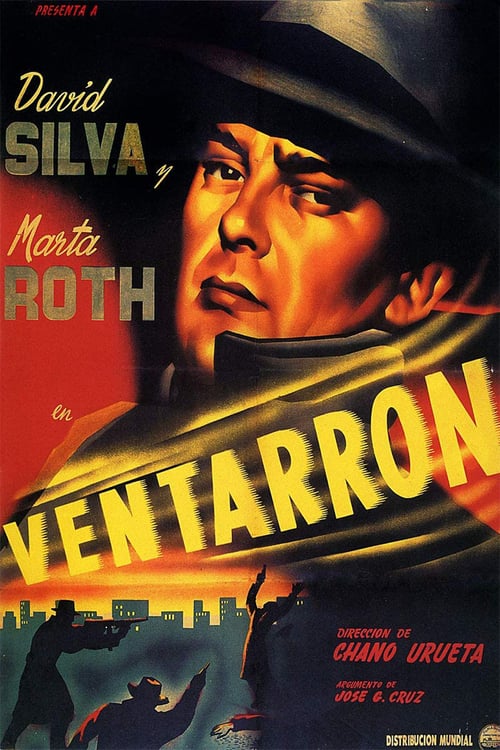 PRESENTA A
David
SILVA y
Marta
ROTH
en
VENTARRON
DIRECCION DE
CHANO URUETA
ARGUMENTO DE
JOSE G. CRUZ
DISTRIBUCION MUNDIAL